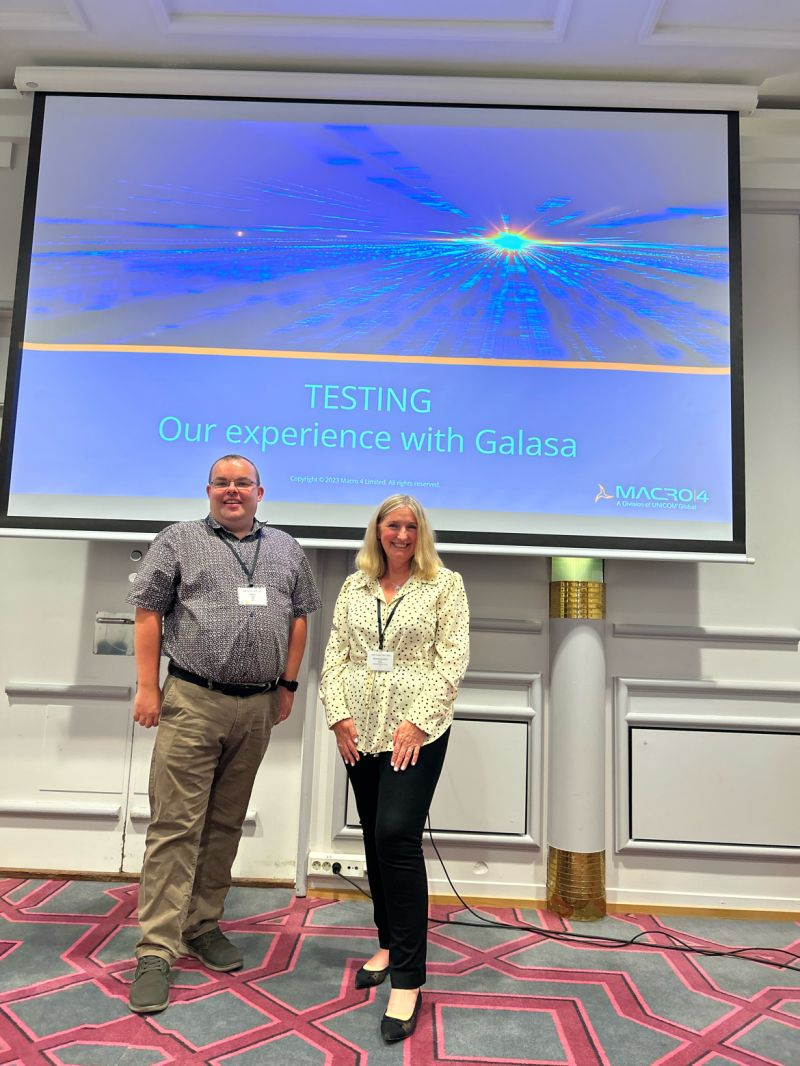 TESTING
Our experience with Galasa
Copyright © 2023 Macro 4 Limited. All rights reserved.
MACRO|4
A Division of UNICOM Global